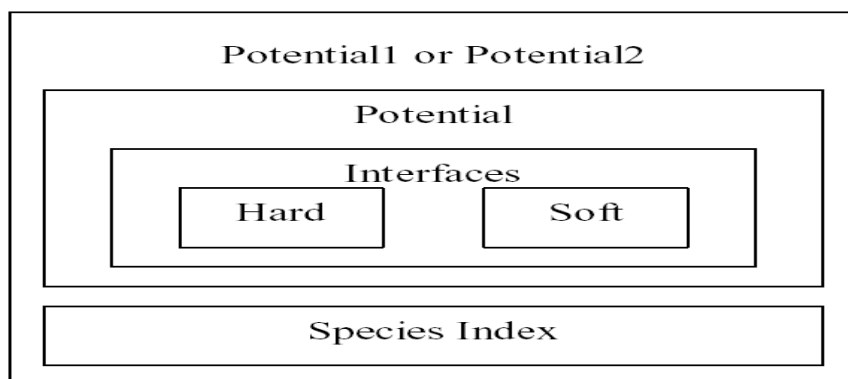 Potential1 or Potential2
Potential
Interfaces
Hard Soft
Species Index